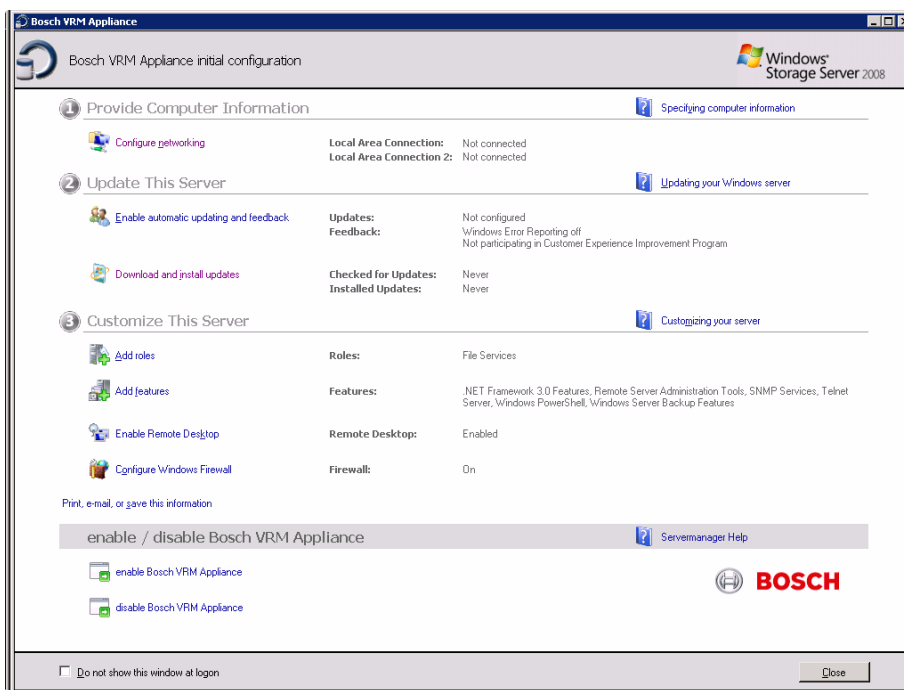 Bosch VRM Appliance
Bosch VRM Appliance initial configuration
Windows®
Storage Server 2008
1 Provide Computer Information
Specifying computer information
Configure networking
Local Area Connection: Not connected
Local Area Connection 2: Not connected
2 Update This Server
Updating your Windows server
Enable automatic updating and feedback
Updates: Not configured
Feedback: Windows Error Reporting off
Not participating in Customer Experience Improvement Program
Download and install updates
Checked for Updates: Never
Installed Updates: Never
3 Customize This Server
Customizing your server
Add roles
Roles: File Services
Add features
Features: .NET Framework 3.0 Features, Remote Server Administration Tools, SNMP Services, Telnet
Server, Windows PowerShell, Windows Server Backup Features
Enable Remote Desktop
Remote Desktop: Enabled
Configure Windows Firewall
Firewall: On
Print, e-mail, or save this information
enable / disable Bosch VRM Appliance
Servermanager Help
enable Bosch VRM Appliance
BOSCH
disable Bosch VRM Appliance
Do not show this window at logon
Close